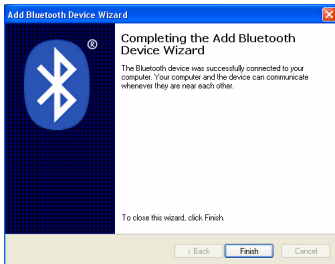 Add Bluetooth Device Wizard
®
Completing the Add Bluetooth
Device Wizard
The Bluetooth device was successfully connected to your
computer. Your computer and the device can communicate
whenever they are near each other.
To close this wizard, click Finish.
< Back Finish Cancel